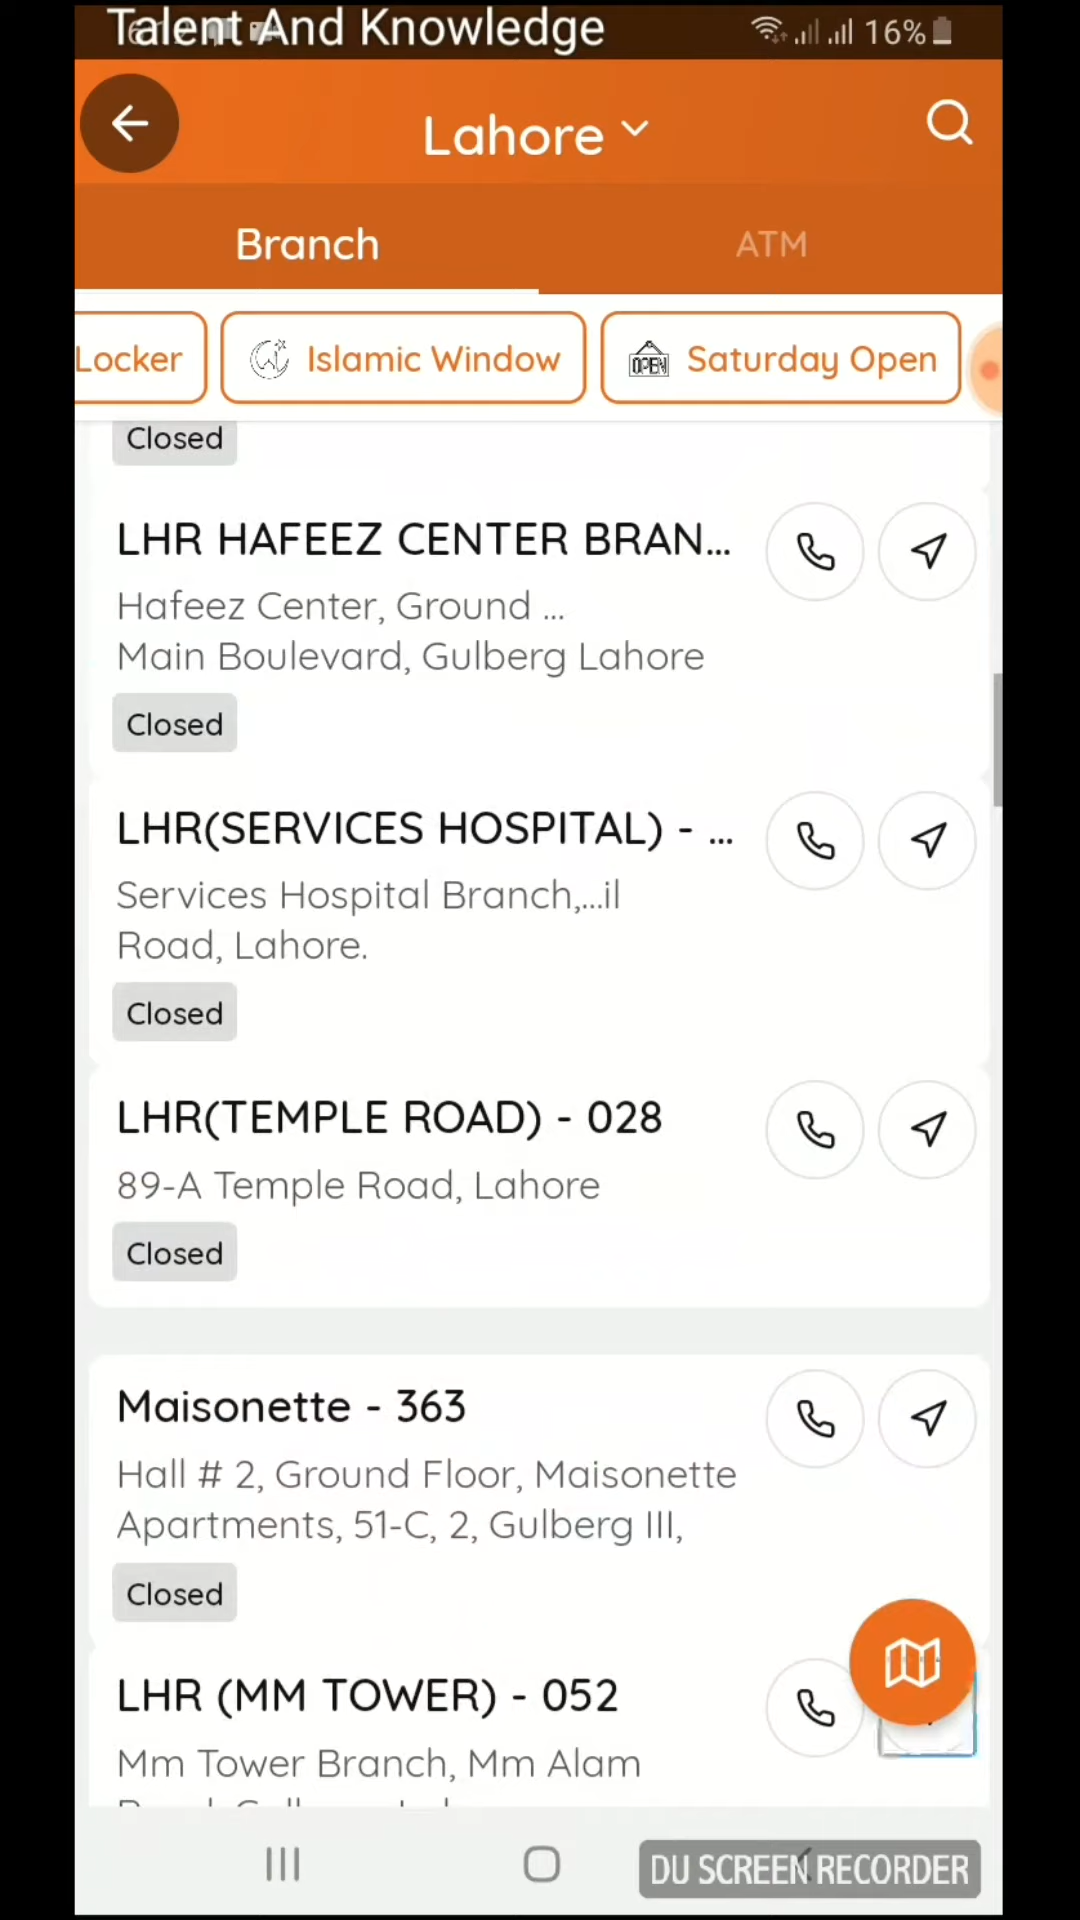 Talent And Knowledge
16%
Lahore
Branch
ATM
Locker
Islamic Window
OPEN
Saturday Open
Closed
LHR HAFEEZ CENTER BRAN...
Hafeez Center, Ground ...
Main Boulevard, Gulberg Lahore
Closed
LHR(SERVICES HOSPITAL) - ...
Services Hospital Branch,...il
Road, Lahore.
Closed
LHR(TEMPLE ROAD) - 028
89-A Temple Road, Lahore
Closed
Maisonette - 363
Hall # 2, Ground Floor, Maisonette
Apartments, 51-C, 2, Gulberg III,
Closed
LHR (MM TOWER) - 052
Mm Tower Branch, Mm Alam
DU SCREEN RECORDER